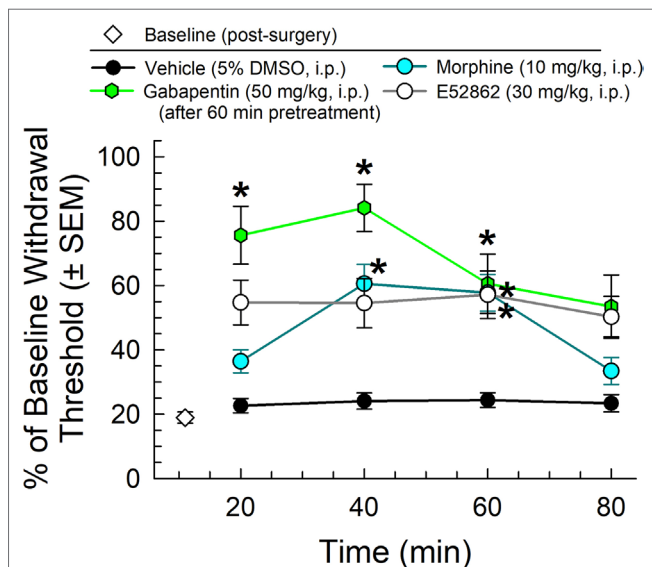 Baseline (post-surgery)
Vehicle (5% DMSO, i.p.)
Morphine (10 mg/kg, i.p.)
Gabapentin (50 mg/kg, i.p.)
(after 60 min pretreatment)
E52862 (30 mg/kg, i.p.)
% of Baseline Withdrawal
Threshold (± SEM)
100
80
60
40
20
0
*
*
*
*
*
*
20
40
60
80
Time (min)